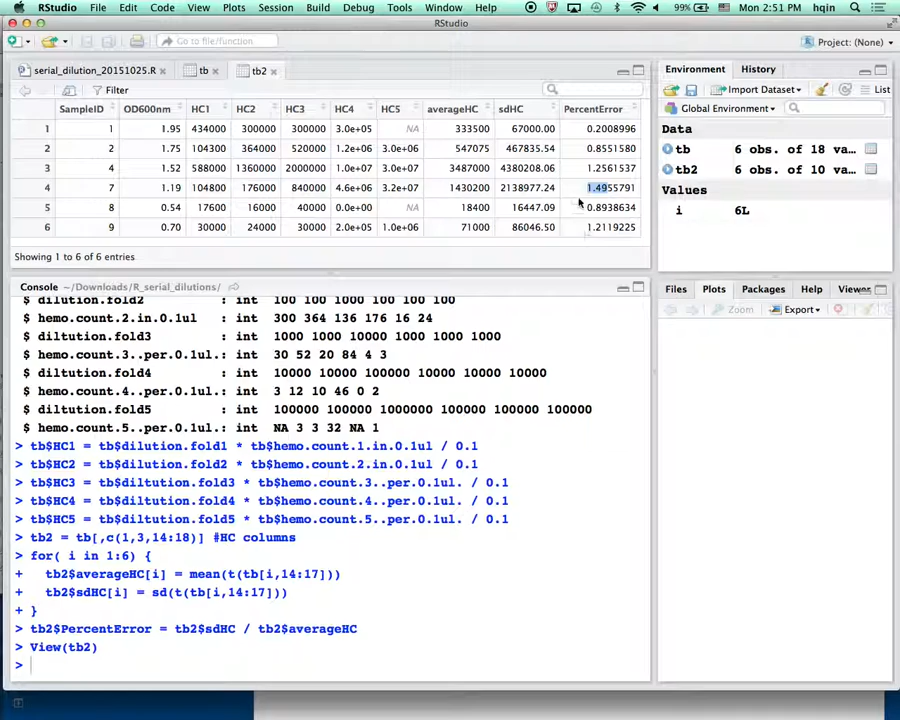 RStudio File Edit Code View Plots Session Build Debug Tools Window Help 99% Mon 2:51 PM hqin
RStudio
Go to file/function Project: (None)
serial_dilution_20151025.R tb tb2
Filter
SampleID OD600nm HC1 HC2 HC3 HC4 HC5 averageHC sdHC PercentError
1 1 1.95 434000 300000 300000 3.0e+05 NA 333500 67000.00 0.2008996
2 2 1.75 104300 364000 520000 1.2e+06 3.0e+06 547075 467835.54 0.8551580
3 4 1.52 588000 1360000 2000000 1.0e+07 3.0e+07 3487000 4380208.06 1.2561537
4 7 1.19 104800 176000 840000 4.6e+06 3.2e+07 1430200 2138977.24 1.4955791
5 8 0.54 17600 16000 40000 0.0e+00 NA 18400 16447.09 0.8938634
6 9 0.70 30000 24000 30000 2.0e+05 1.0e+06 71000 86046.50 1.2119225
Showing 1 to 6 of 6 entries
Console ~/Downloads/R_serial_dilutions/
$ dilution.fold2 : int 100 100 1000 100 100 100
$ hemo.count.2.in.0.1ul : int 300 364 136 176 16 24
$ diltution.fold3 : int 1000 1000 10000 1000 1000 1000
$ hemo.count.3..per.0.1ul.: int 30 52 20 84 4 3
$ diltution.fold4 : int 10000 10000 100000 10000 10000 10000
$ hemo.count.4..per.0.1ul.: int 3 12 10 46 0 2
$ diltution.fold5 : int 100000 100000 1000000 100000 100000 100000
$ hemo.count.5..per.0.1ul.: int NA 3 3 32 NA 1
> tb$HC1 = tb$dilution.fold1 * tb$hemo.count.1.in.0.1ul / 0.1
> tb$HC2 = tb$dilution.fold2 * tb$hemo.count.2.in.0.1ul / 0.1
> tb$HC3 = tb$diltution.fold3 * tb$hemo.count.3..per.0.1ul. / 0.1
> tb$HC4 = tb$diltution.fold4 * tb$hemo.count.4..per.0.1ul. / 0.1
> tb$HC5 = tb$diltution.fold5 * tb$hemo.count.5..per.0.1ul. / 0.1
> tb2 = tb[,c(1,3,14:18)] #HC columns
> for( i in 1:6) {
+ tb2$averageHC[i] = mean(t(tb[i,14:17]))
+ tb2$sdHC[i] = sd(t(tb[i,14:17]))
+ }
> tb2$PercentError = tb2$sdHC / tb2$averageHC
> View(tb2)
>
Environment History
Import Dataset List
Global Environment
Data
tb 6 obs. of 18 va…
tb2 6 obs. of 10 va…
Values
i 6L
Files Plots Packages Help Viewer
Zoom Export